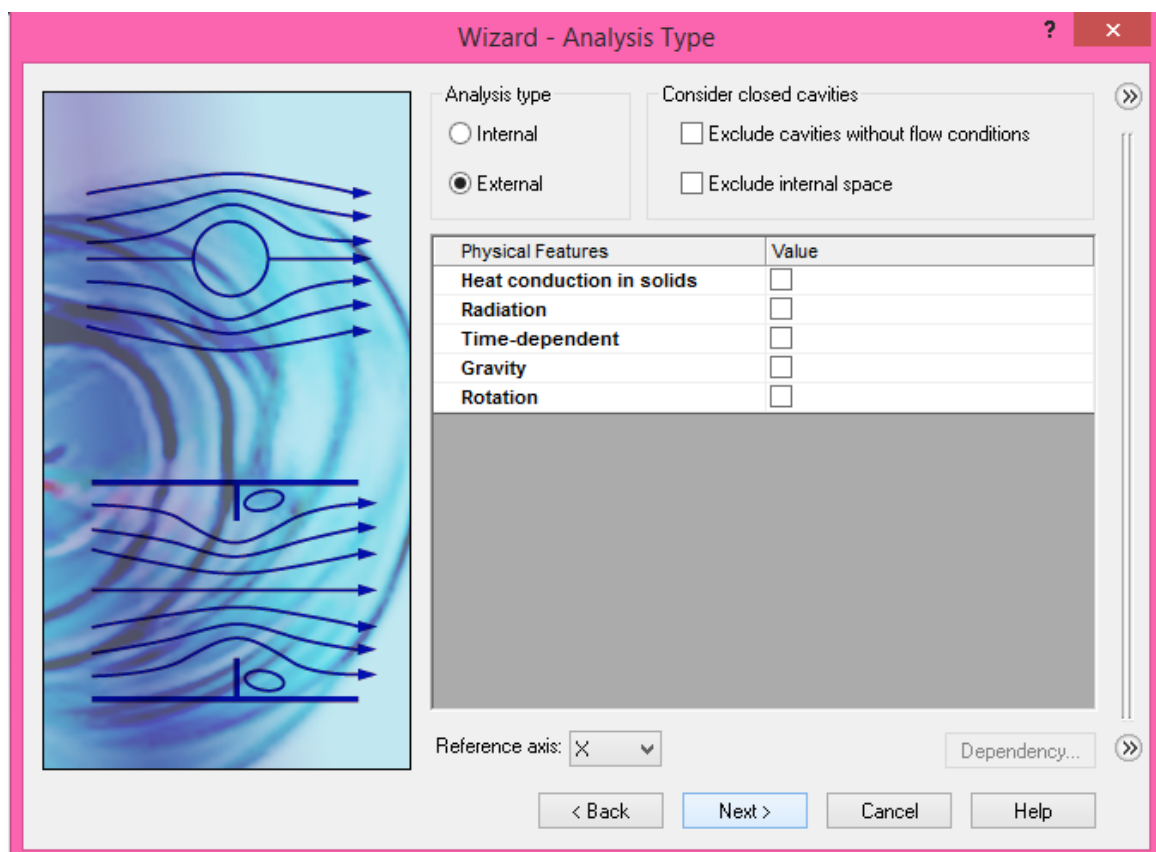 Wizard - Analysis Type
?
Analysis type
Consider closed cavities
Internal
Exclude cavities without flow conditions
External
Exclude internal space
Physical Features Value
Heat conduction in solids
Radiation
Time-dependent
Gravity
Rotation
Reference axis: X
Dependency...
< Back Next > Cancel Help